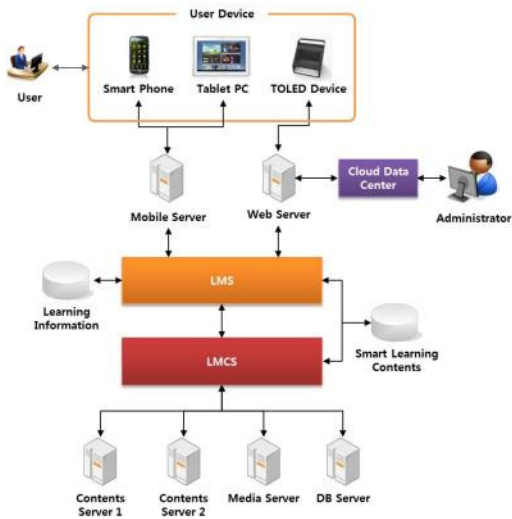 User Device
User
Smart Phone
Tablet PC
TOLED Device
Mobile Server
Web Server
Cloud Data
Center
Administrator
LMS
Learning
Information
Smart Learning
Contents
LMCS
Contents
Server 1
Contents
Server 2
Media Server
DB Server